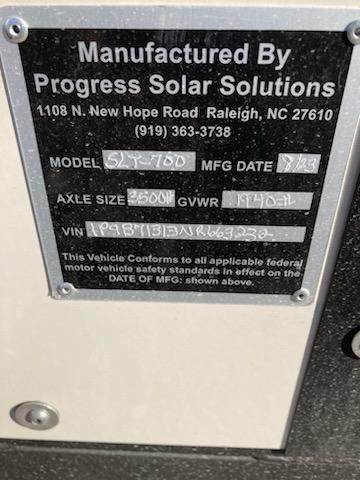 Manufactured By
Progress Solar Solutions
1108 N. New Hope Road Raleigh, NC 27610
(919) 363-3738
MODEL SLT-700 MFG DATE 8/23
AXLE SIZE 3500# GVWR 1940#
VIN
This Vehicle Conforms to all applicable federal
motor vehicle safety standards in effect on the
DATE OF MFG: shown above.